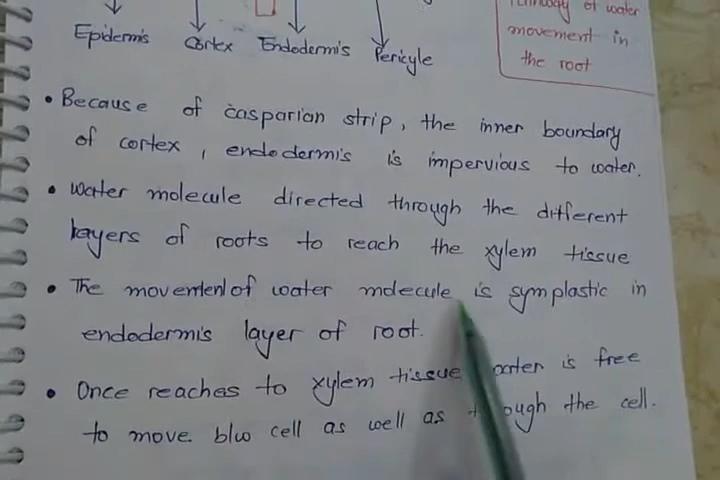 of water
movement in
the root
Epidermis Cortex Endodermis Pericycle
• Because of casparian strip, the inner boundary
of cortex, endodermis is impervious to water.
• water molecule directed through the different
layers of roots to reach the xylem tissue
• The movement of water molecule is symplastic in
endodermis layer of root.
• Once reaches to xylem tissue is free
to move b/w cell as well as the cell.